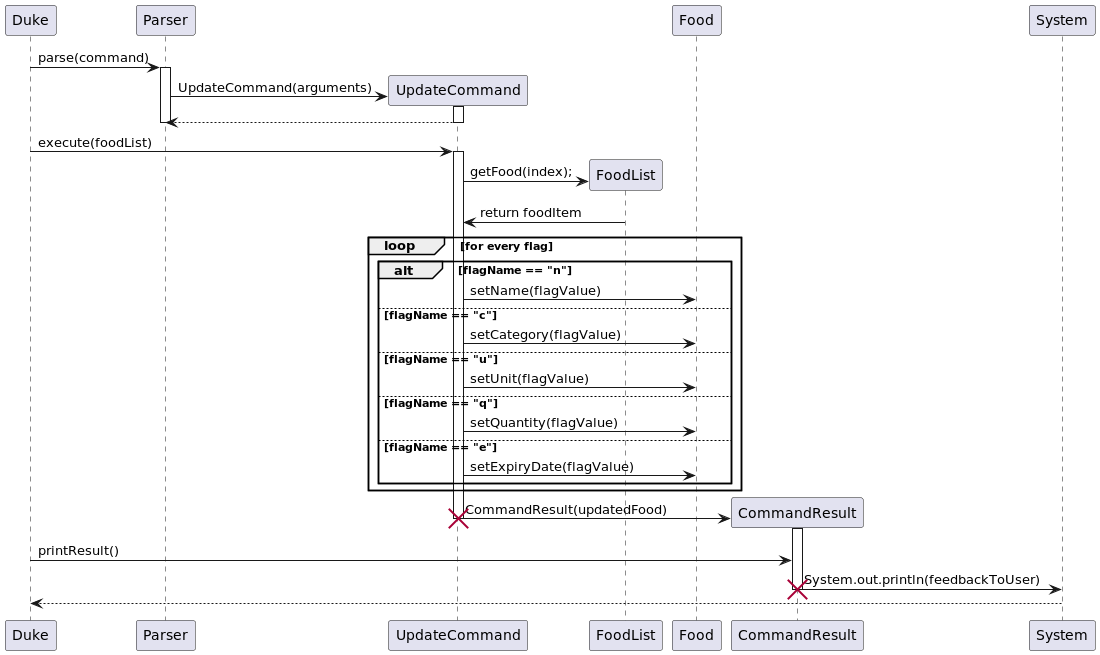 Duke Parser Food System
parse(command)
UpdateCommand(arguments) UpdateCommand
execute(foodList)
getFood(index); FoodList
return foodItem
loop [for every flag]
alt [flagName == "n"]
setName(flagValue)
[flagName == "c"]
setCategory(flagValue)
[flagName == "u"]
setUnit(flagValue)
[flagName == "q"]
setQuantity(flagValue)
[flagName == "e"]
setExpiryDate(flagValue)
CommandResult(updatedFood) CommandResult
printResult()
System.out.println(feedbackToUser)
Duke Parser UpdateCommand FoodList Food CommandResult System